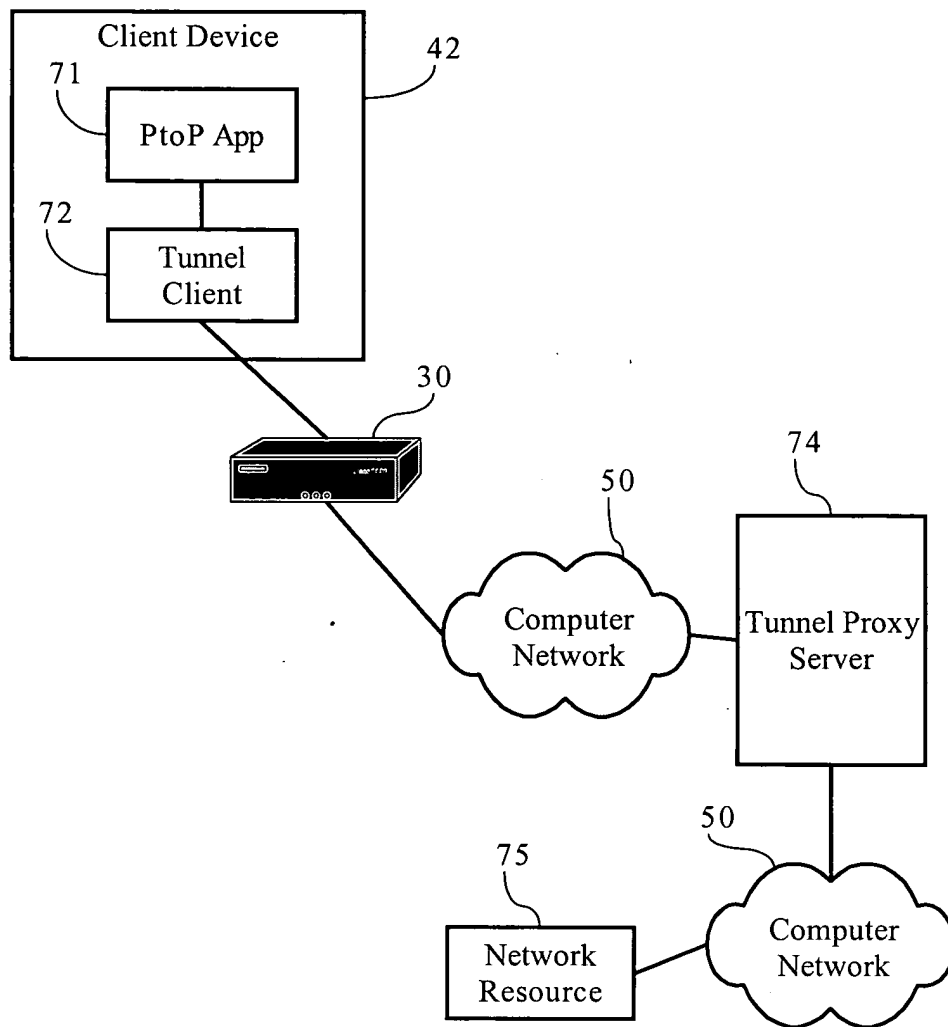 Client Device
42
71
PtoP App
72
Tunnel
Client
30
74
50
Computer
Network
Tunnel Proxy
Server
50
75
Computer
Network
Network
Resource